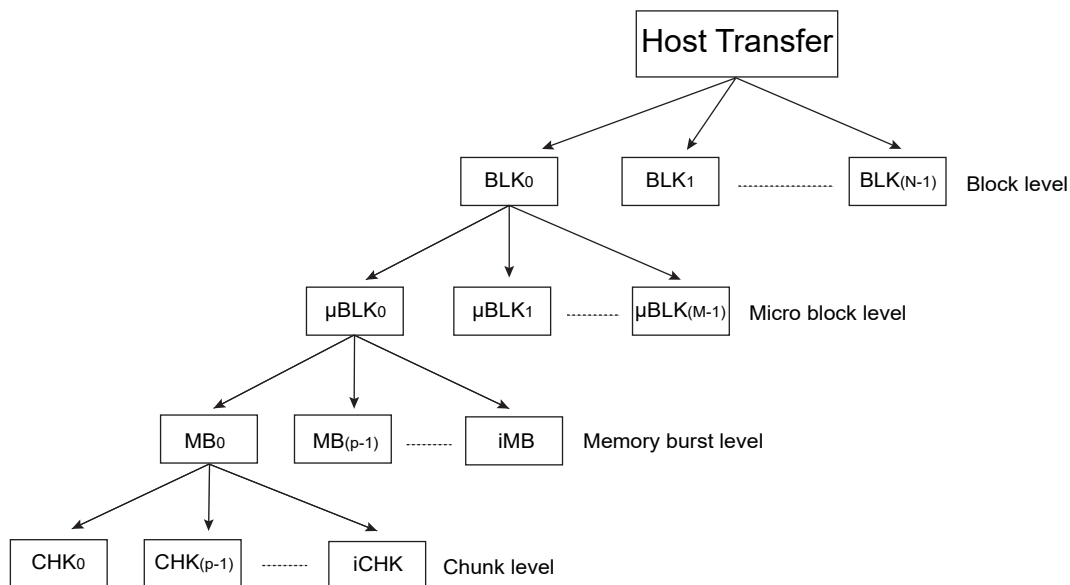 Host Transfer
BLK0 BLK1 BLK(N-1) Block level
µBLK0 µBLK1 µBLK(M-1) Micro block level
MB0 MB(p-1) iMB Memory burst level
CHK0 CHK(p-1) iCHK Chunk level